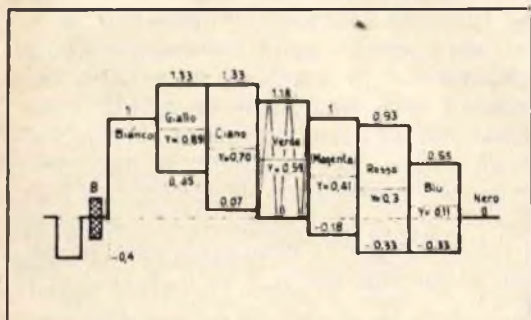 1,33 1,33
1 1,18 1 0,93
Bianco Giallo Ciano Verde Magenta Rosso Blu Nero
Y=0,89 Y=0,70 Y=0,59 Y=0,41 Y=0,3 Y=0,11 0
0,55
B 0,45 0,07 0 -0,18 -0,33 -0,33
-0,4